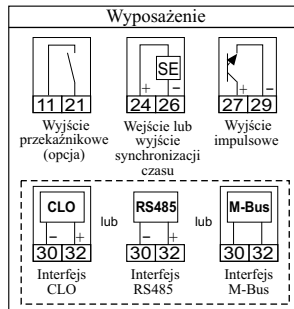 Wyposażenie
SE
+ −
+ −
11 21
24 26
27 29
Wyjście
przekaźnikowe
(opcja)
Wejście lub
wyjście
synchronizacji
czasu
Wyjście
impulsowe
CLO
lub
RS485
lub
M-Bus
− +
− +
30 32
30 32
30 32
Interfejs
CLO
Interfejs
RS485
Interfejs
M-Bus